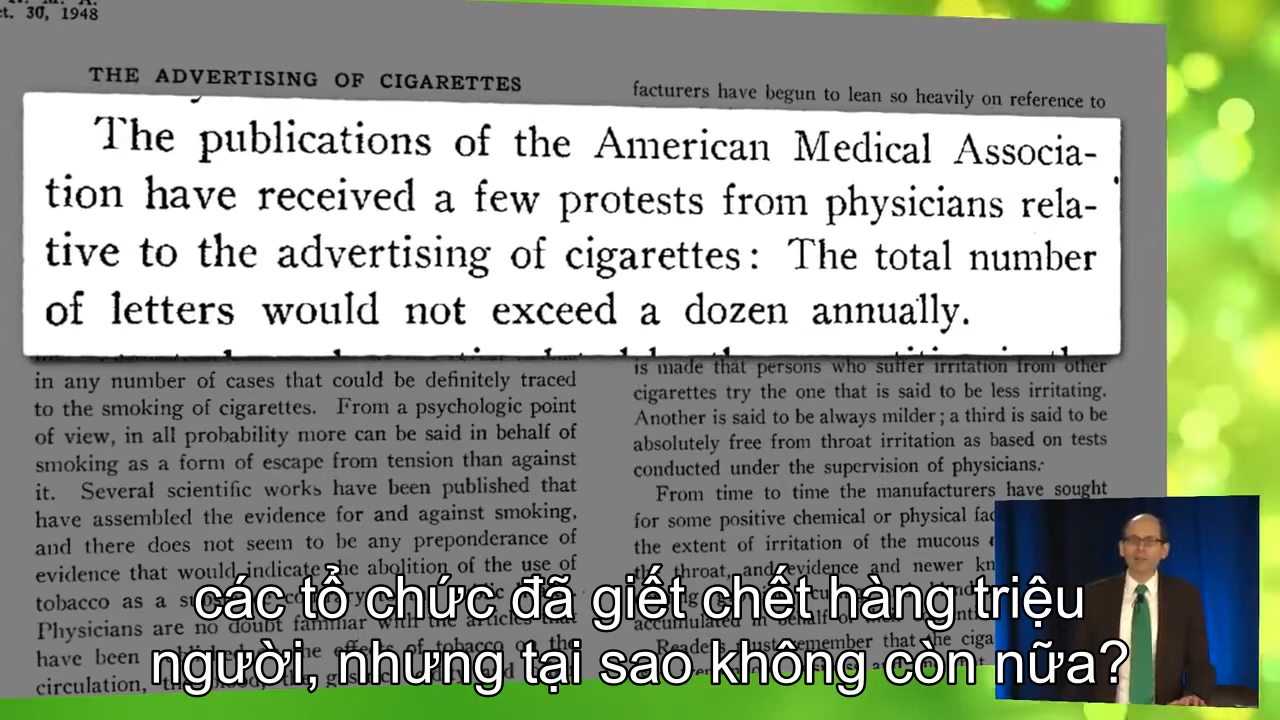 ct. 30, 1948
THE ADVERTISING OF CIGARETTES
The publications of the American Medical Associa-
tion have received a few protests from physicians rela-
tive to the advertising of cigarettes: The total number
of letters would not exceed a dozen annually.
in any number of cases that could be definitely traced
to the smoking of cigarettes. From a psychologic point
of view, in all probability more can be said in behalf of
smoking as a form of escape from tension than against
it. Several scientific works have been published that
have assembled the evidence for and against smoking,
and there does not seem to be any preponderance of
evidence that would indicate the abolition of the use of
tobacco as a
Physicians are no doubt familiar with the articles that
have been the effects of tobacco on the
circulation,
facturers have begun to lean so heavily on reference to
is made that persons who suffer irritation from other
cigarettes try the one that is said to be less irritating.
Another is said to be always milder; a third is said to be
absolutely free from throat irritation as based on tests
conducted under the supervision of physicians.
From time to time the manufacturers have sought
for some positive chemical or physical fac
the extent of irritation of the mucous
the throat, and evidence and newer kn
accumulated in behalf of
Readers must remember that the ciga
các tổ chức đã giết chết hàng triệu
người, nhưng tại sao không còn nữa?